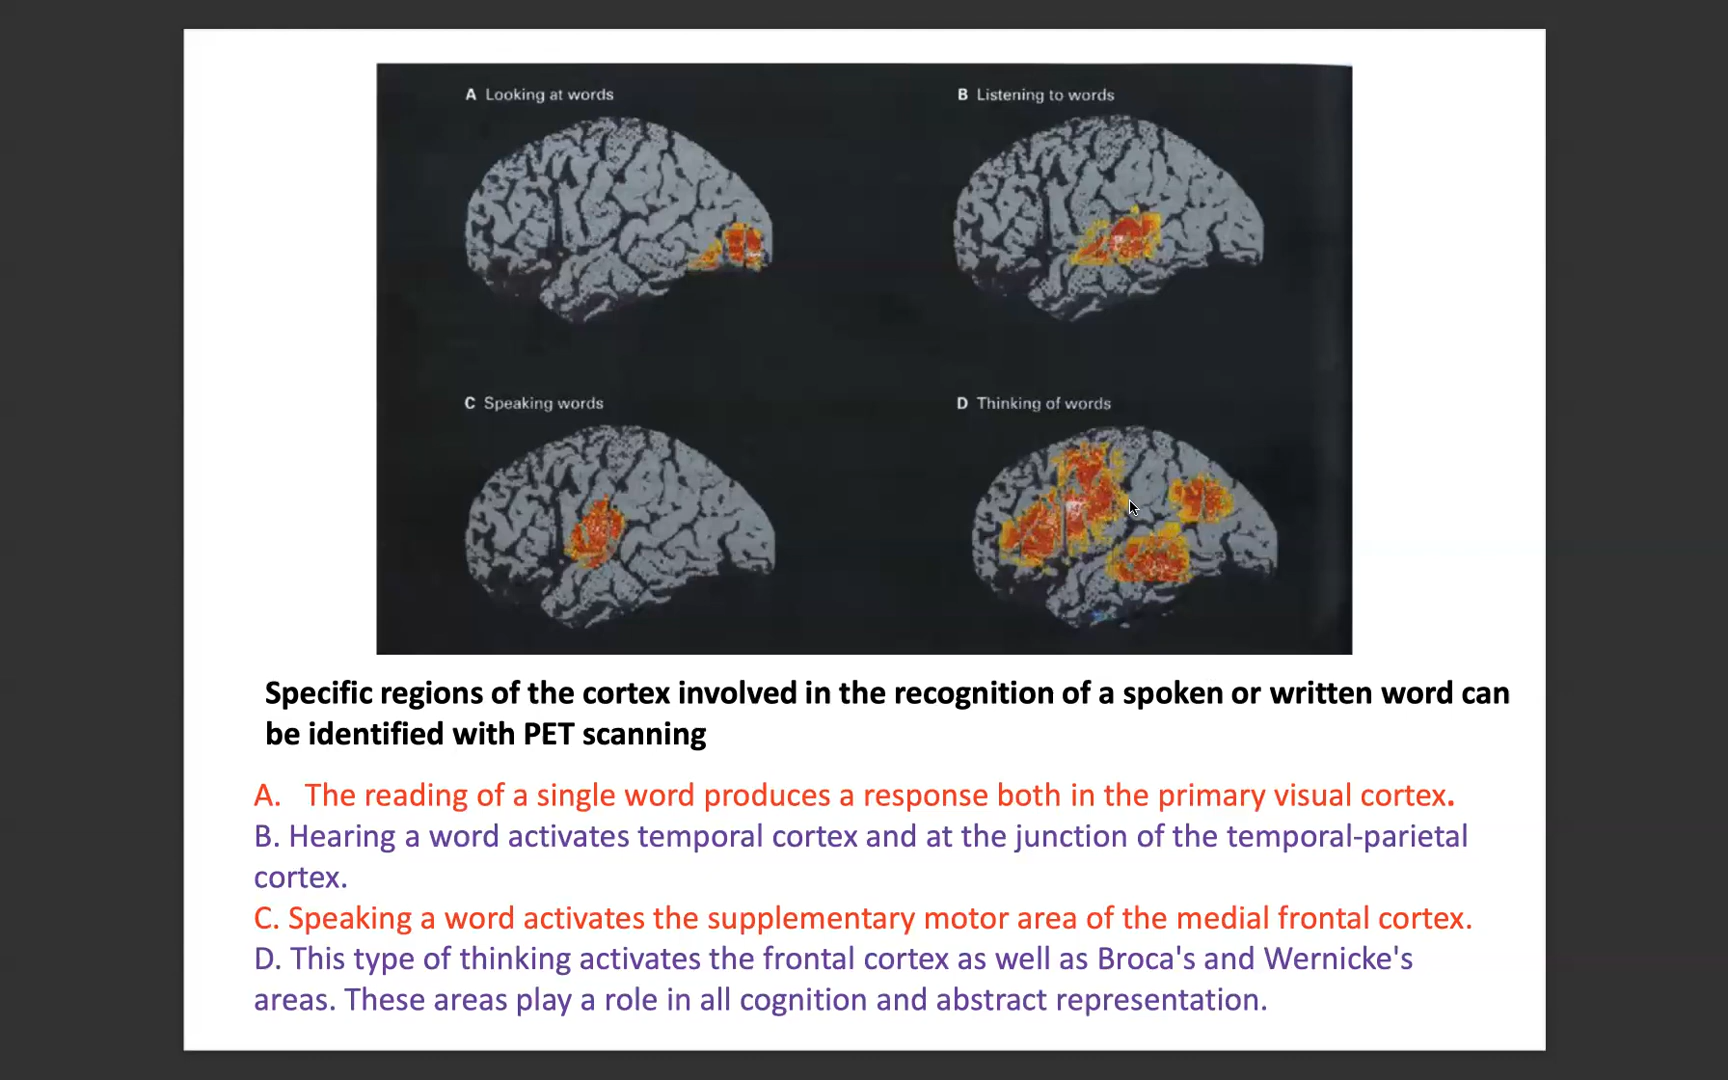 A Looking at words
B Listening to words
C Speaking words
D Thinking of words
Specific regions of the cortex involved in the recognition of a spoken or written word can
be identified with PET scanning
A. The reading of a single word produces a response both in the primary visual cortex.
B. Hearing a word activates temporal cortex and at the junction of the temporal-parietal
cortex.
C. Speaking a word activates the supplementary motor area of the medial frontal cortex.
D. This type of thinking activates the frontal cortex as well as Broca's and Wernicke's
areas. These areas play a role in all cognition and abstract representation.